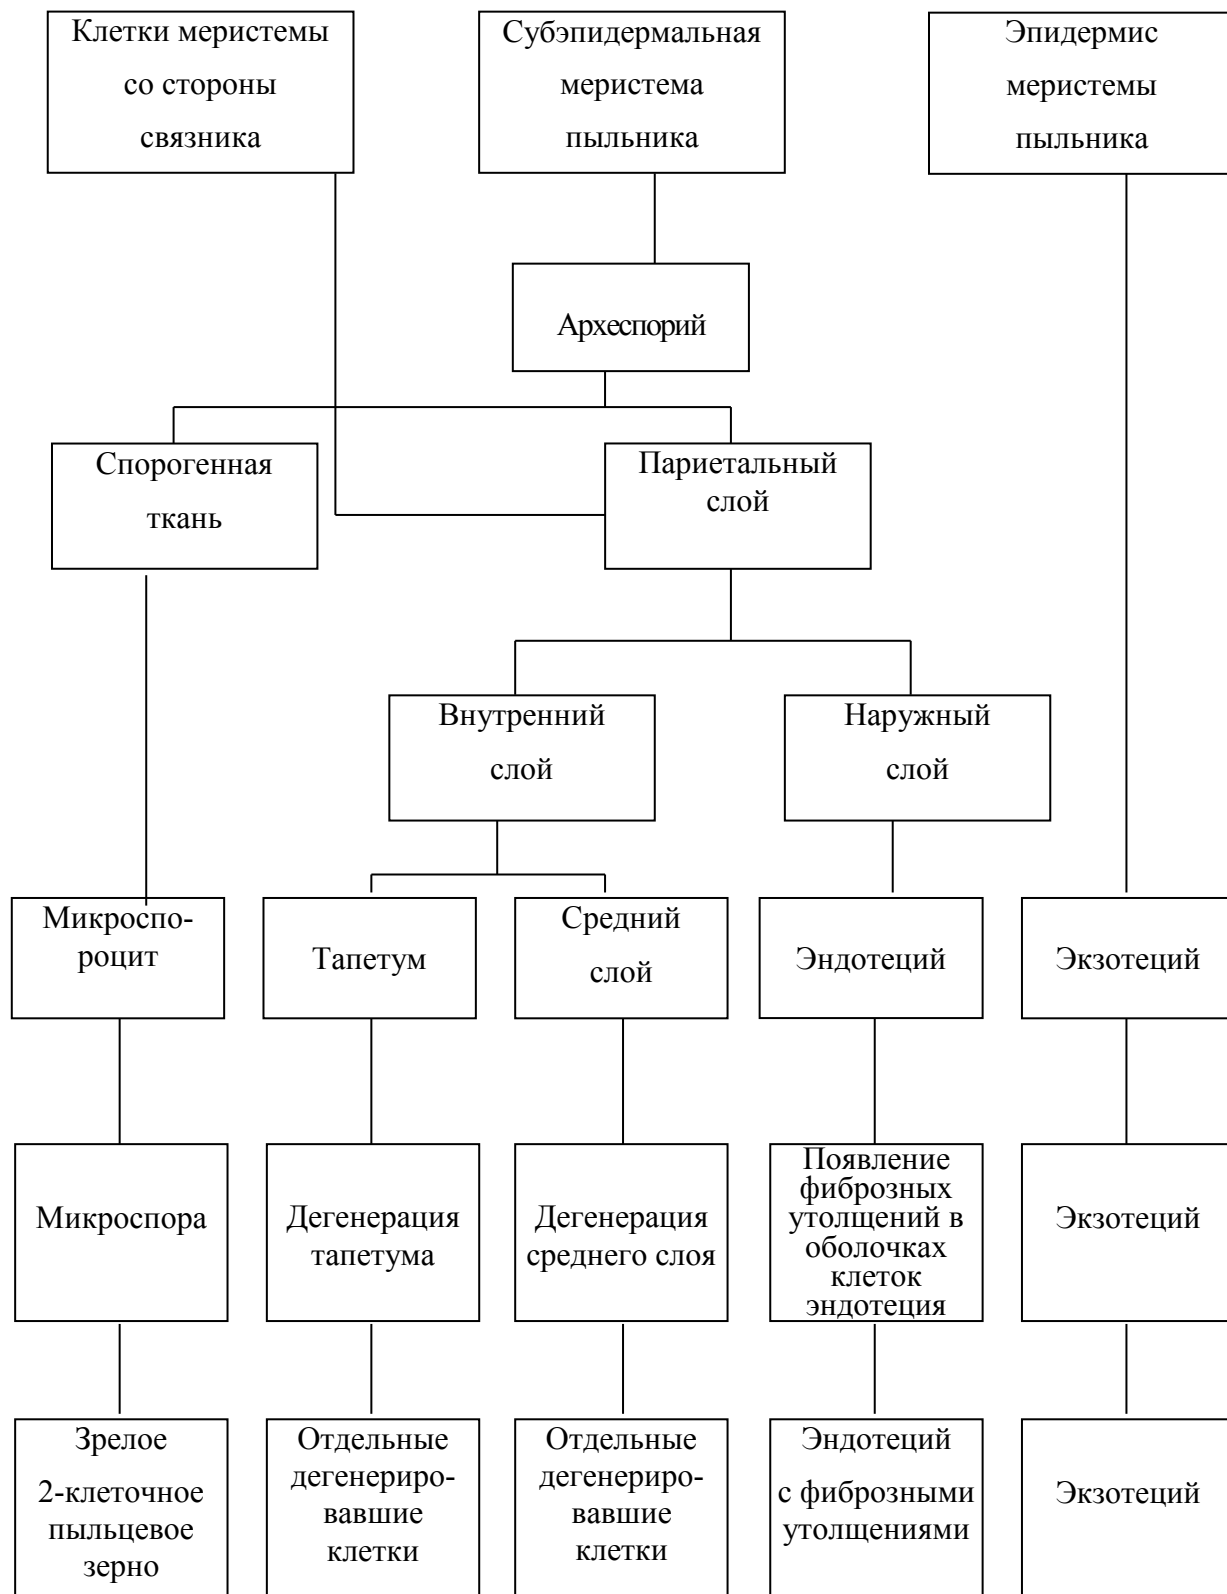 Клетки меристемы
со стороны
связника
Субэпидермальная
меристема
пыльника
Эпидермис
меристемы
пыльника
Археспорий
Спорогенная
ткань
Париетальный
слой
Внутренний
слой
Наружный
слой
Микроспо-
роцит
Тапетум
Средний
слой
Эндотеций
Экзотеций
Микроспора
Дегенерация
тапетума
Дегенерация
среднего слоя
Появление
фиброзных
утолщений в
оболочках
клеток
эндотеция
Экзотеций
Зрелое
2-клеточное
пыльцевое
зерно
Отдельные
дегенериро-
вавшие
клетки
Отдельные
дегенериро-
вавшие
клетки
Эндотеций
с фиброзными
утолщениями
Экзотеций